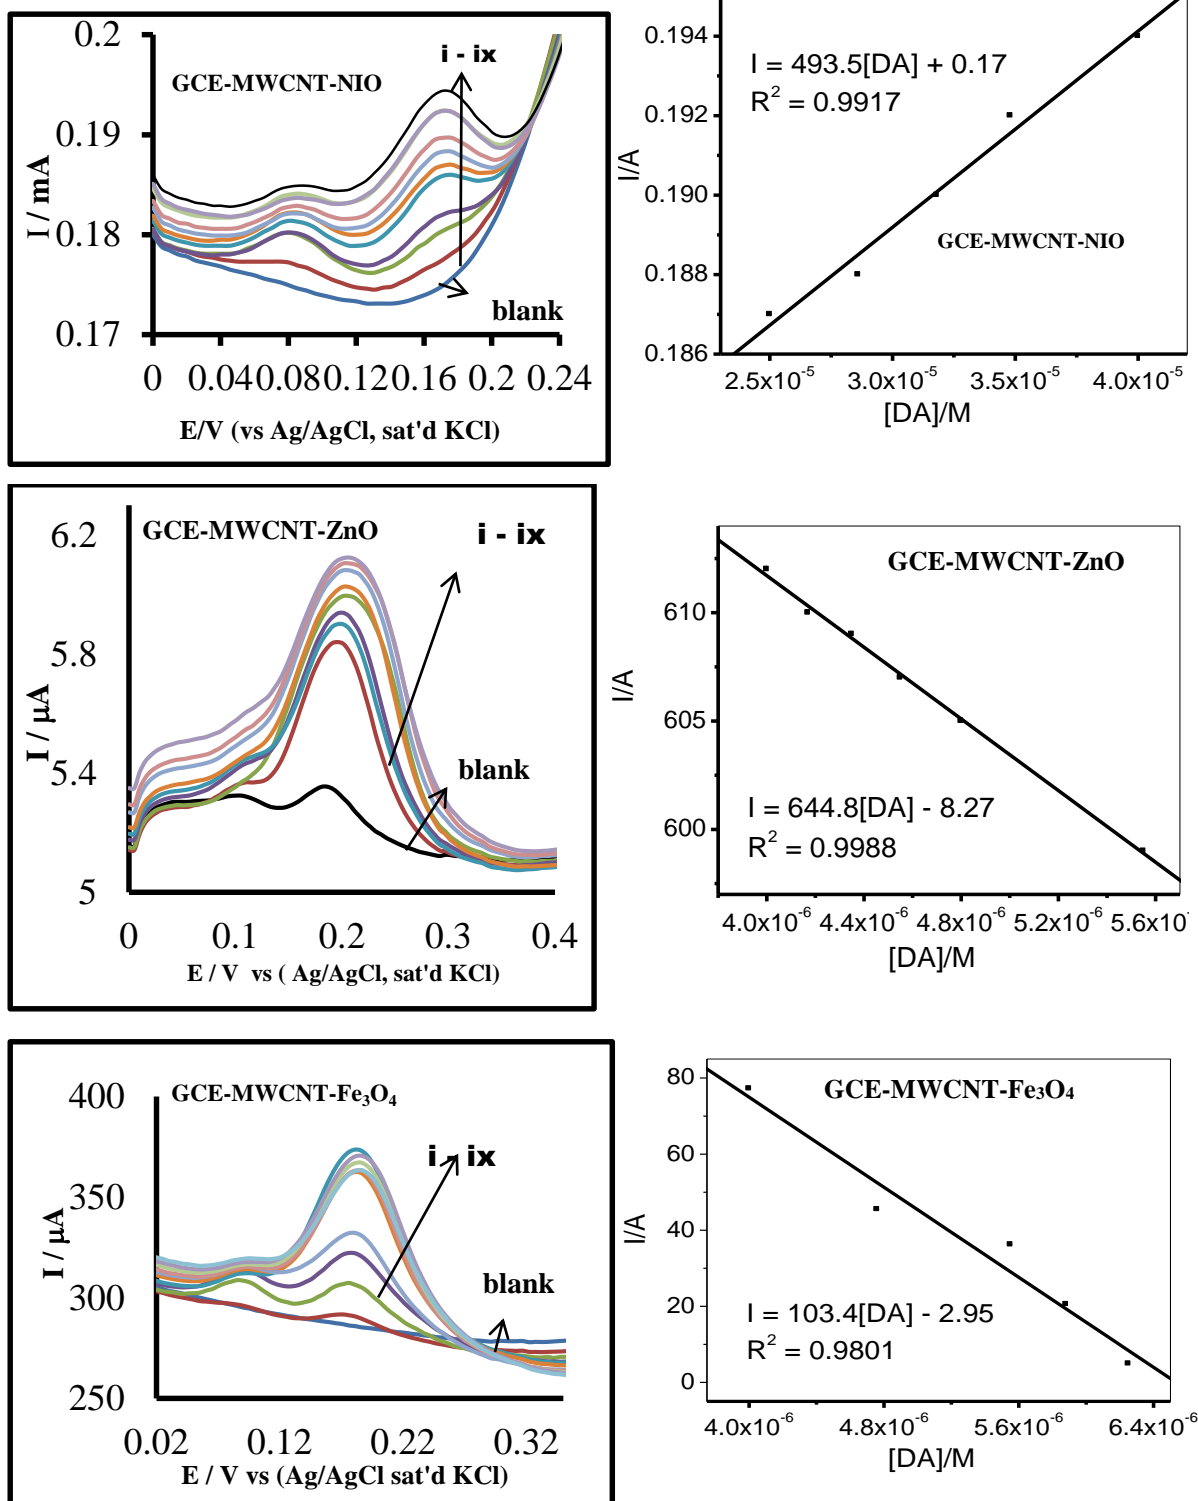 0.2
i - ix
GCE-MWCNT-NIO
0.19
I / mA
0.18
blank
0.17
0 0.04 0.08 0.12 0.16 0.2 0.24
E/V (vs Ag/AgCl, sat'd KCl)
0.194
I = 493.5[DA] + 0.17
R² = 0.9917
0.192
I/A
0.190
GCE-MWCNT-NIO
0.188
0.186
2.5x10⁻⁵ 3.0x10⁻⁵ 3.5x10⁻⁵ 4.0x10⁻⁵
[DA]/M
6.2
GCE-MWCNT-ZnO
i - ix
5.8
I / µA
5.4
blank
5
0 0.1 0.2 0.3 0.4
E / V vs ( Ag/AgCl, sat'd KCl)
GCE-MWCNT-ZnO
610
I/A
605
I = 644.8[DA] - 8.27
600
R² = 0.9988
4.0x10⁻⁶ 4.4x10⁻⁶ 4.8x10⁻⁶ 5.2x10⁻⁶ 5.6x10
[DA]/M
400
GCE-MWCNT-Fe₃O₄
i - ix
350
I / µA
300
blank
250
0.02 0.12 0.22 0.32
E / V vs (Ag/AgCl sat'd KCl)
80
GCE-MWCNT-Fe₃O₄
60
40
I/A
20
I = 103.4[DA] - 2.95
R² = 0.9801
0
4.0x10⁻⁶ 4.8x10⁻⁶ 5.6x10⁻⁶ 6.4x10⁻⁶
[DA]/M